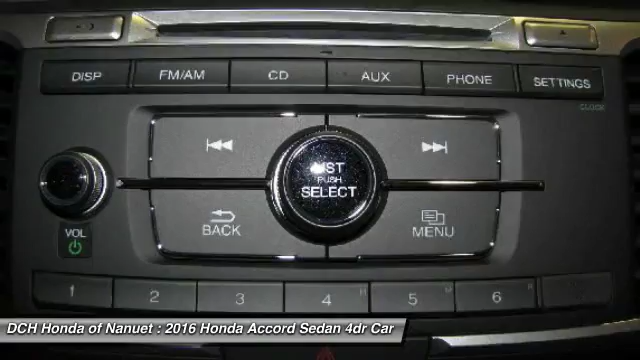 DISP FM/AM CD AUX PHONE SETTINGS
CLOCK
LIST
PUSH
SELECT
BACK
MENU
VOL
1 2 3 4 5 6
DCH Honda of Nanuet : 2016 Honda Accord Sedan 4dr Car